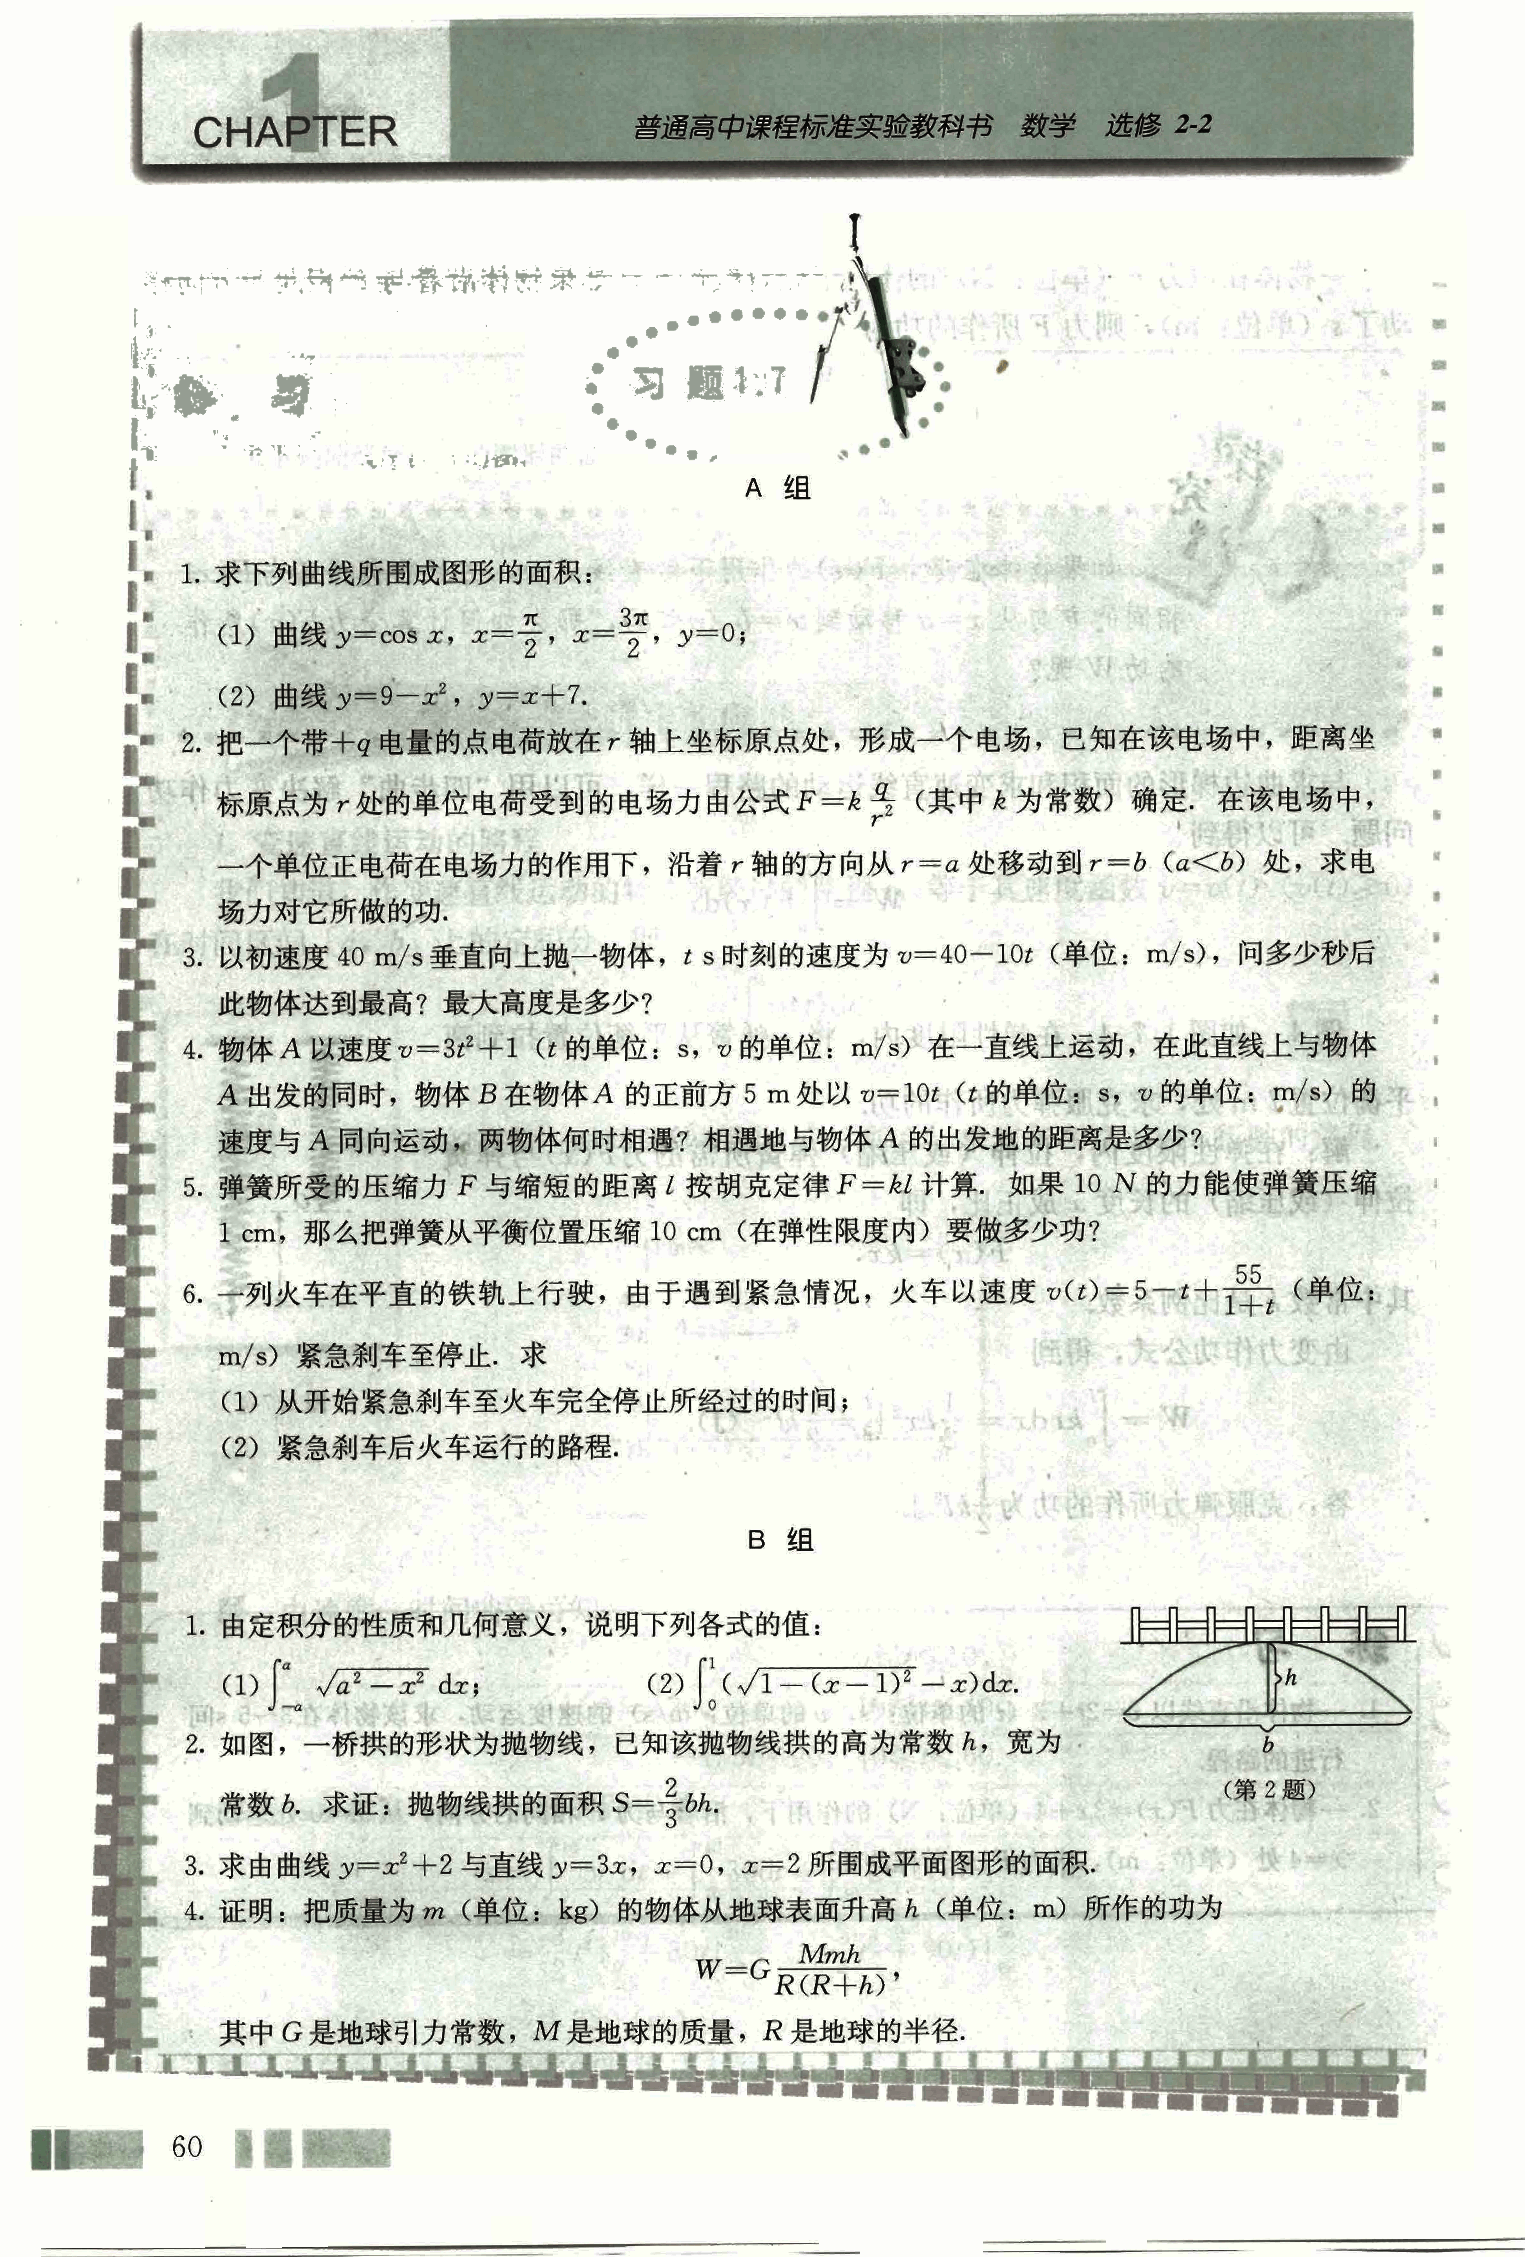 1
CHAPTER
普通高中课程标准实验教科书 数学 选修 2-2
习 题 1.7
A 组
1. 求下列曲线所围成图形的面积：
(1) 曲线 y=cos x，x=π/2，x=3π/2，y=0；
(2) 曲线 y=9−x²，y=x+7.
2. 把一个带+q电量的点电荷放在 r 轴上坐标原点处，形成一个电场，已知在该电场中，距离坐
标原点为 r 处的单位电荷受到的电场力由公式 F=k q/r²（其中 k 为常数）确定. 在该电场中，
一个单位正电荷在电场力的作用下，沿着 r 轴的方向从 r=a 处移动到 r=b（a<b）处，求电
场力对它所做的功.
3. 以初速度 40 m/s 垂直向上抛一物体，t s 时刻的速度为 v=40−10t（单位：m/s），问多少秒后
此物体达到最高？最大高度是多少？
4. 物体 A 以速度 v=3t²+1（t 的单位：s，v 的单位：m/s）在一直线上运动，在此直线上与物体
A 出发的同时，物体 B 在物体 A 的正前方 5 m 处以 v=10t（t 的单位：s，v 的单位：m/s）的
速度与 A 同向运动，两物体何时相遇？相遇地与物体 A 的出发地的距离是多少？
5. 弹簧所受的压缩力 F 与缩短的距离 l 按胡克定律 F=kl 计算. 如果 10 N 的力能使弹簧压缩
1 cm，那么把弹簧从平衡位置压缩 10 cm（在弹性限度内）要做多少功？
6. 一列火车在平直的铁轨上行驶，由于遇到紧急情况，火车以速度 v(t)=5−t+55/(1+t)（单位：
m/s）紧急刹车至停止. 求
(1) 从开始紧急刹车至火车完全停止所经过的时间；
(2) 紧急刹车后火车运行的路程.
B 组
1. 由定积分的性质和几何意义，说明下列各式的值：
(1) ∫₋ₐᵃ √(a²−x²) dx； (2) ∫₀¹(√(1−(x−1)²)−x)dx.
2. 如图，一桥拱的形状为抛物线，已知该抛物线拱的高为常数 h，宽为
常数 b. 求证：抛物线拱的面积 S=2/3 bh.
h
b
（第 2 题）
3. 求由曲线 y=x²+2 与直线 y=3x，x=0，x=2 所围成平面图形的面积.
4. 证明：把质量为 m（单位：kg）的物体从地球表面升高 h（单位：m）所作的功为
W=G Mmh/(R(R+h))，
其中 G 是地球引力常数，M 是地球的质量，R 是地球的半径.
60